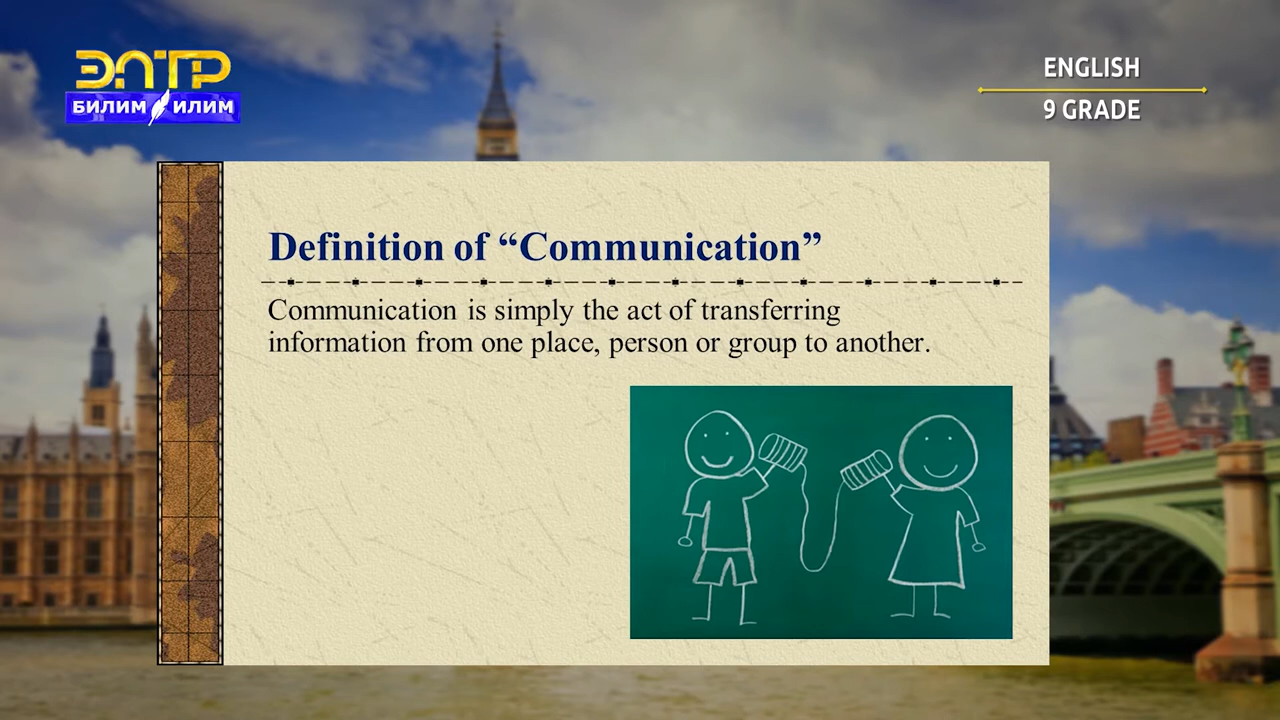 ЭЛТР
БИЛИМ ИЛИМ
ENGLISH
9 GRADE
Definition of “Communication”
Communication is simply the act of transferring
information from one place, person or group to another.